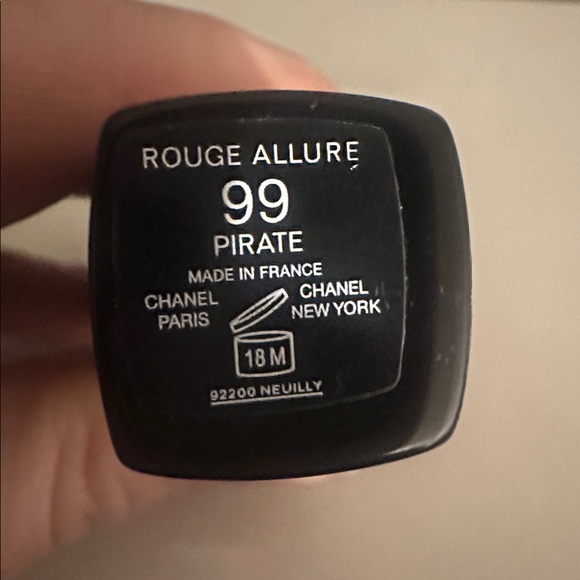 ROUGE ALLURE
99
PIRATE
MADE IN FRANCE
CHANEL
PARIS
CHANEL
NEW YORK
18 M
92200 NEUILLY